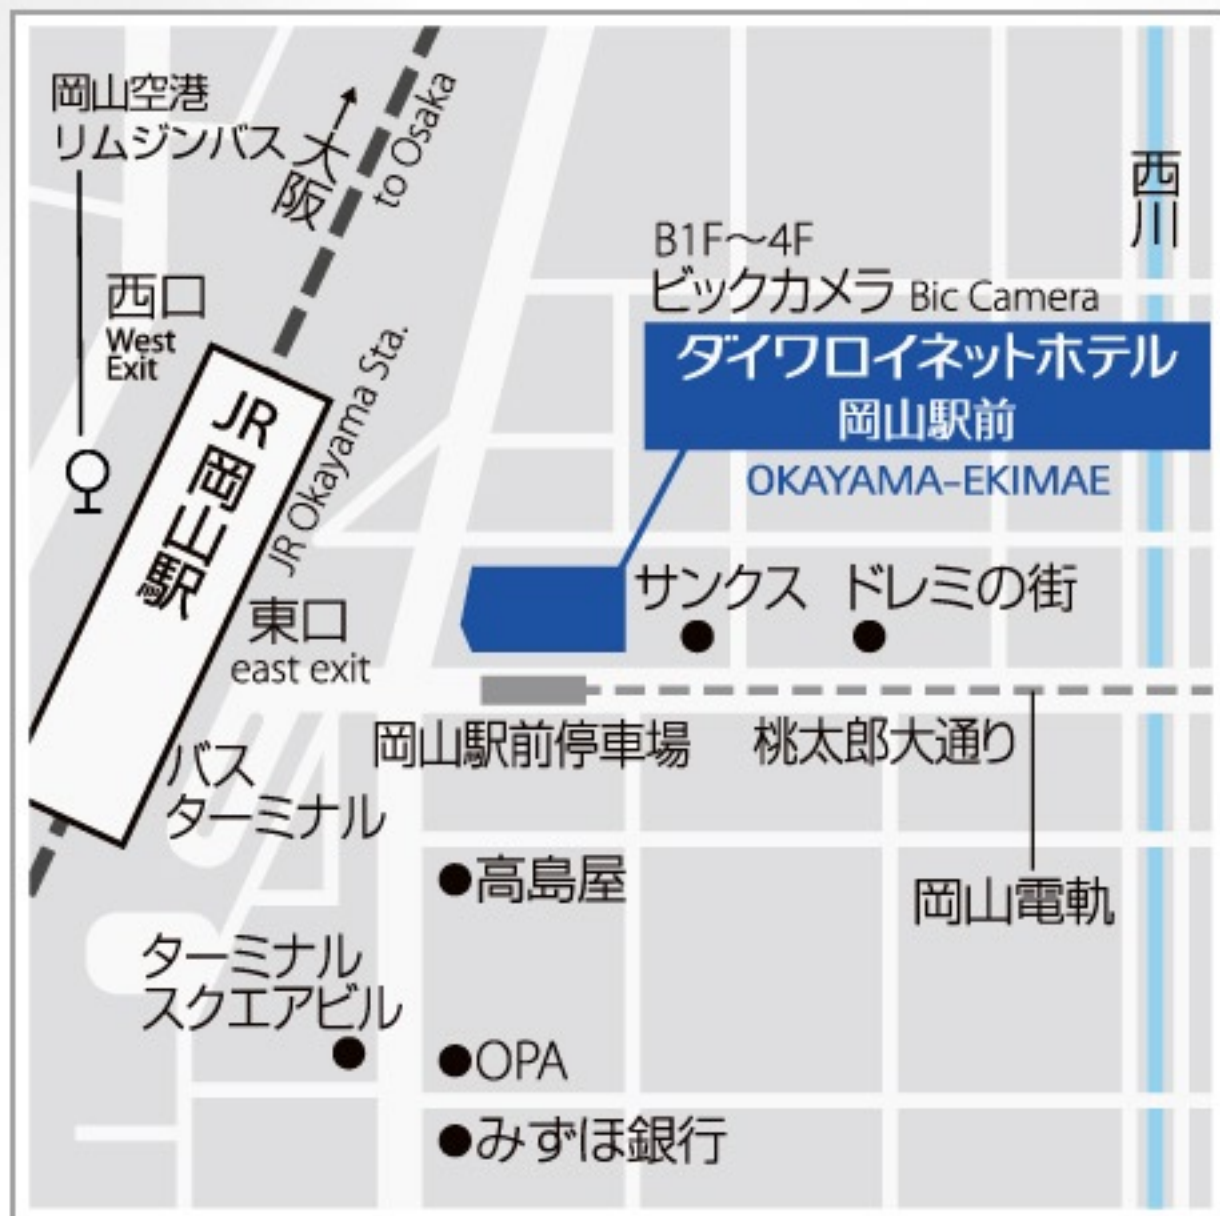 岡山空港
リムジンバス
大阪
to Osaka
西川
西口
West
Exit
B1F〜4F
ビックカメラ Bic Camera
ダイワロイネットホテル
岡山駅前
OKAYAMA-EKIMAE
JR岡山駅
JR Okayama Sta.
東口
east exit
サンクス
ドレミの街
岡山駅前停車場
桃太郎大通り
バス
ターミナル
高島屋
岡山電軌
ターミナル
スクエアビル
OPA
みずほ銀行